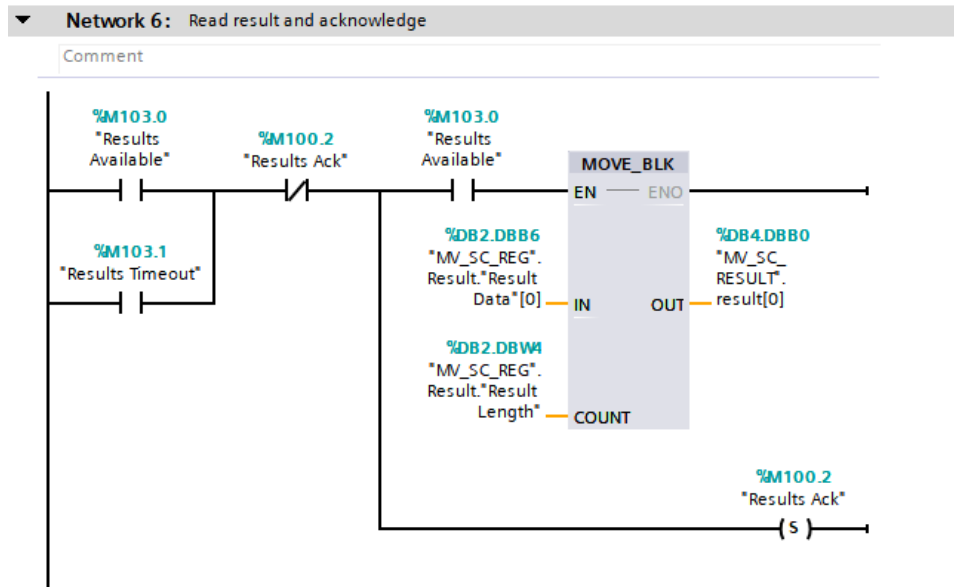 Network 6: Read result and acknowledge
Comment
%M103.0
"Results
Available"
%M100.2
"Results Ack"
%M103.0
"Results
Available"
%M103.1
"Results Timeout"
MOVE_BLK
EN
ENO
%DB2.DBB6
"MV_SC_REG".
Result."Result
Data"[0]
IN
OUT
%DB4.DBB0
"MV_SC_
RESULT".
result[0]
%DB2.DBW4
"MV_SC_REG".
Result."Result
Length"
COUNT
%M100.2
"Results Ack"
S